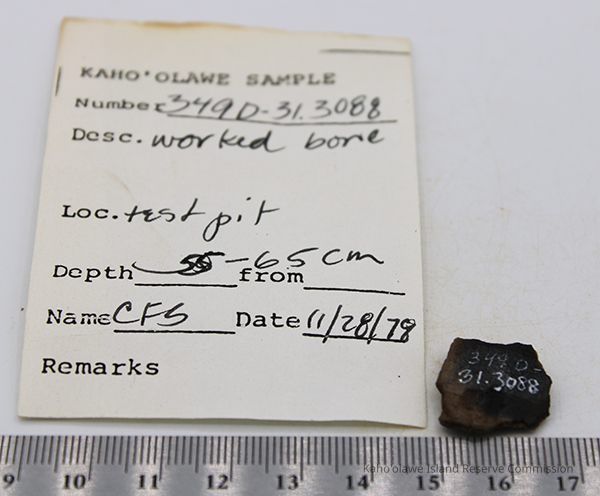 KAHO'OLAWE SAMPLE
Number 349D-31.3088
Desc. worked bone
Loc. test pit
Depth 55-65 cm from
Name CFS Date 11/28/78
Remarks
349D-
31.3088
9 10 11 12 13 14 15 16 17
Kaho'olawe Island Reserve Commission